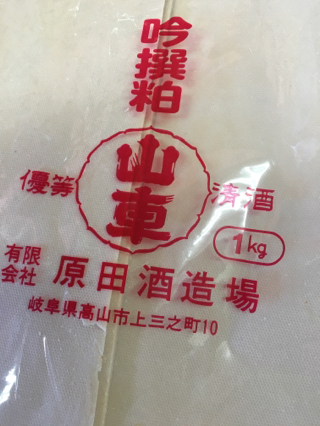 吟撰粕
優等 山車 清酒
1kg
有限会社 原田酒造場
岐阜県高山市上三之町10